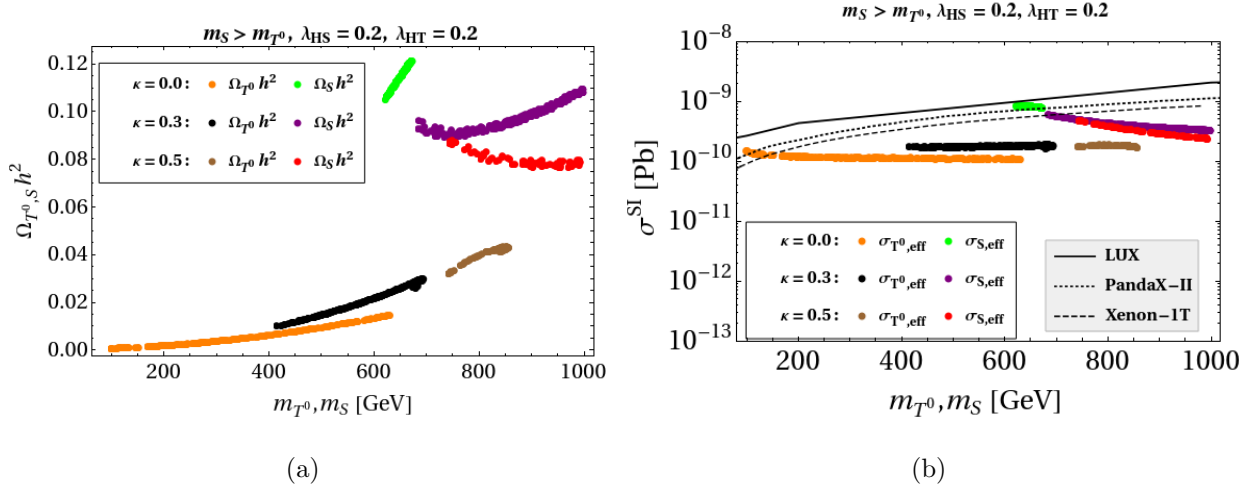 m_S > m_{T^0}, λ_HS = 0.2, λ_HT = 0.2
0.12
0.10
0.08
0.06
0.04
0.02
0.00
Ω_{T^0,S} h^2
κ = 0.0: Ω_{T^0} h^2 Ω_S h^2
κ = 0.3: Ω_{T^0} h^2 Ω_S h^2
κ = 0.5: Ω_{T^0} h^2 Ω_S h^2
200 400 600 800 1000
m_{T^0}, m_S [GeV]
(a)
m_S > m_{T^0}, λ_HS = 0.2, λ_HT = 0.2
10^{-8}
10^{-9}
10^{-10}
10^{-11}
10^{-12}
10^{-13}
σ^SI [Pb]
κ = 0.0: σ_{T^0,eff} σ_{S,eff}
κ = 0.3: σ_{T^0,eff} σ_{S,eff}
κ = 0.5: σ_{T^0,eff} σ_{S,eff}
LUX
PandaX-II
Xenon-1T
200 400 600 800 1000
m_{T^0}, m_S [GeV]
(b)